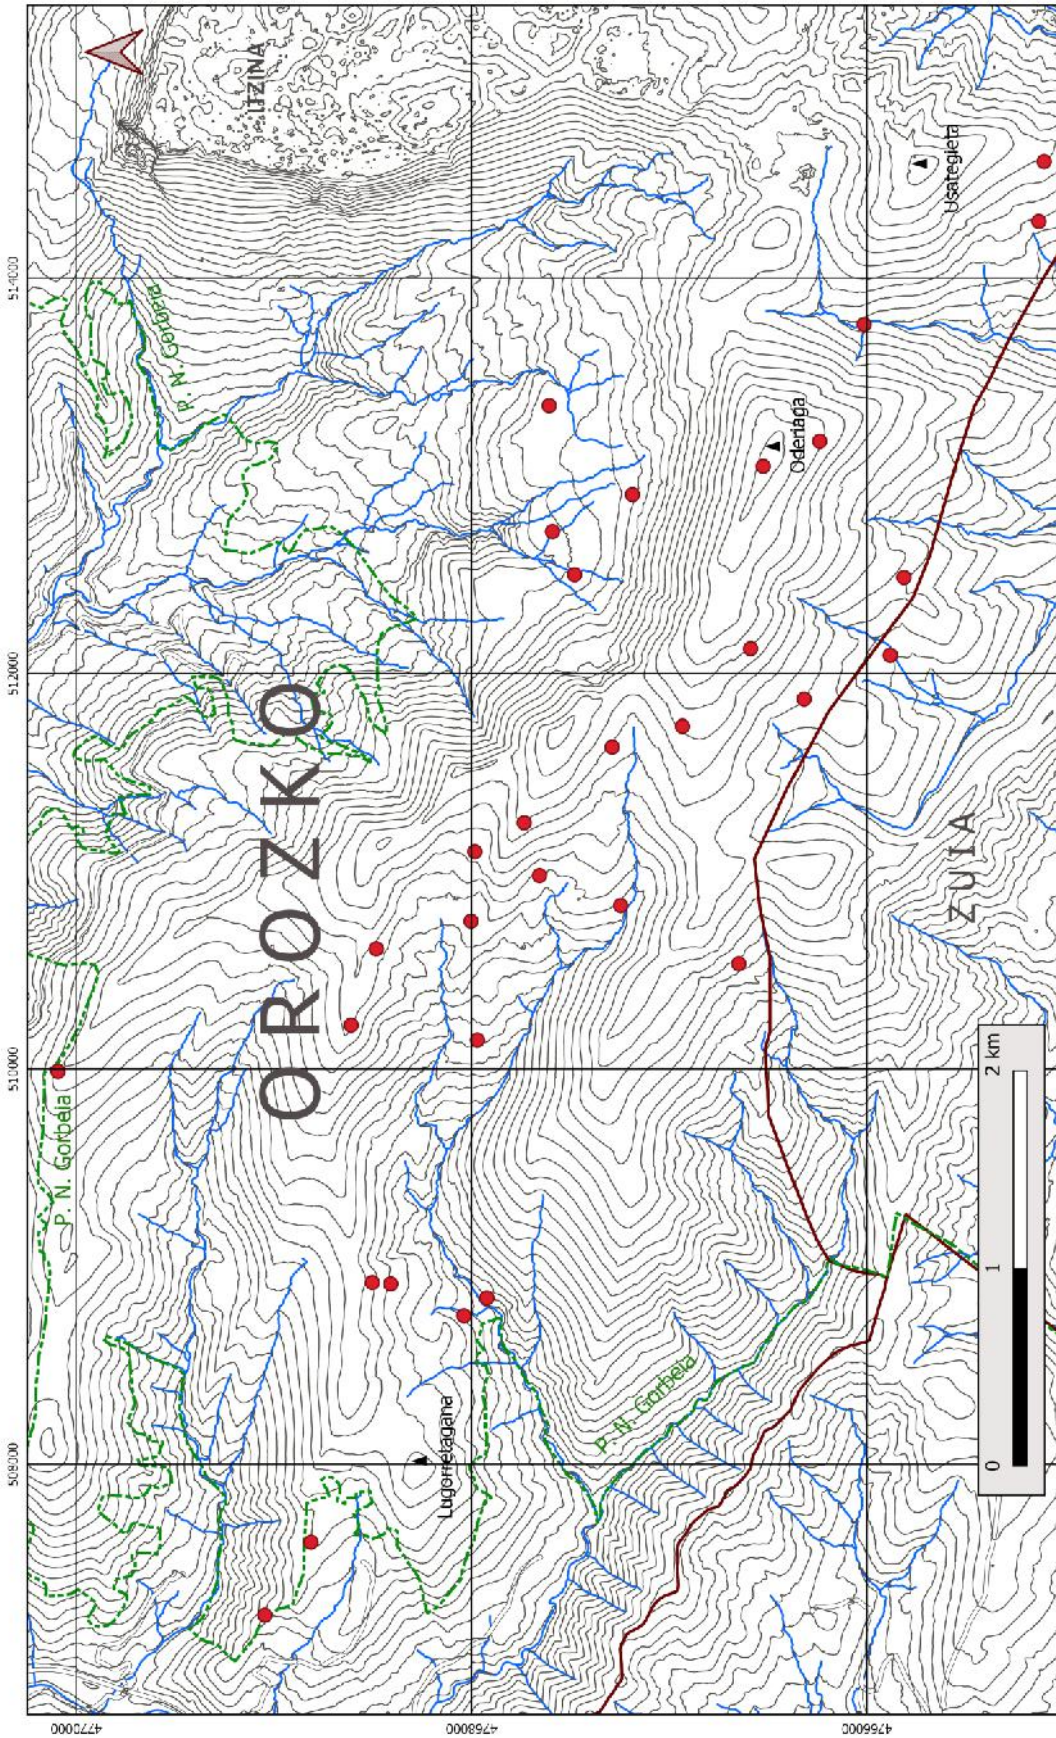 508000
510000
512000
514000
4770000
P. N. Gorbeia
P. N. Gorbeia
ITZINA
OROZKO
Lugorretagana
4768000
P. N. Gorbeia
Oderiaga
4766000
Usategieta
ZUIA
0 1 2 km